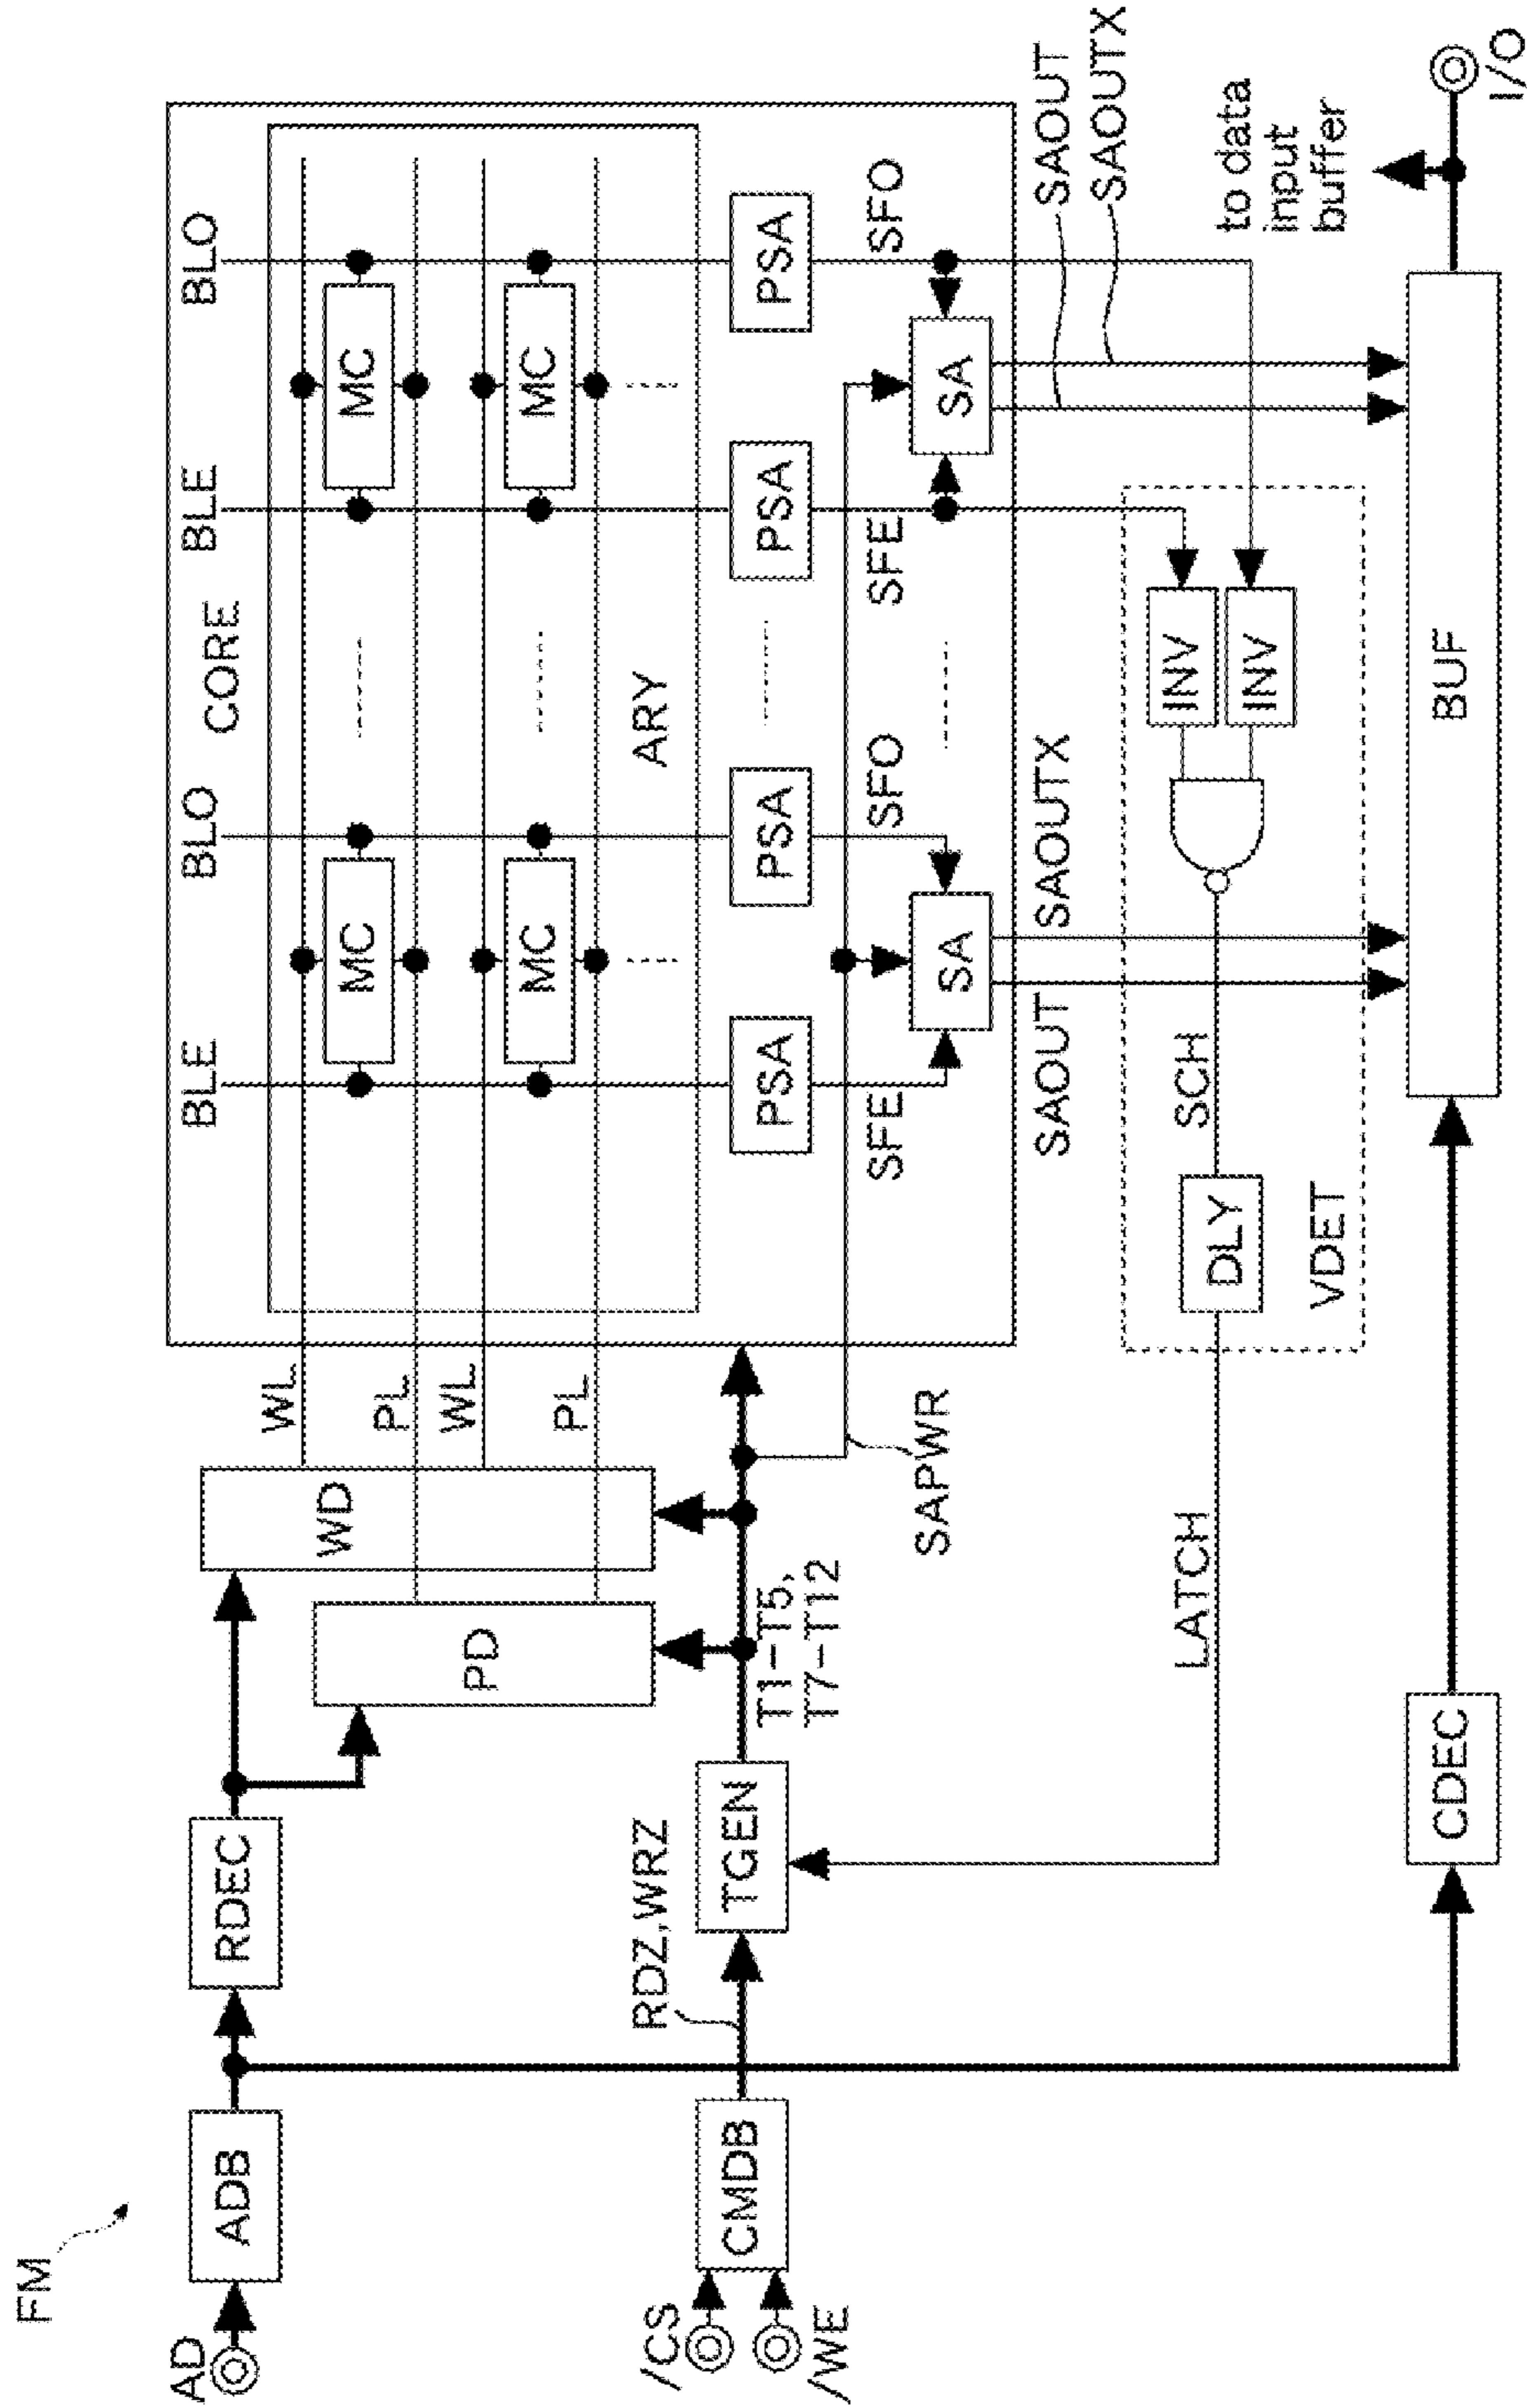 FM
AD
ADB
RDEC
WD
PD
WL
PL
WL
PL
CORE
BLE
BLO
BLE
BLO
MC
MC
MC
MC
ARY
PSA
PSA
PSA
PSA
SFE
SFO
SFE
SFO
SA
SA
/CS
/WE
CMDB
RDZ,WRZ
TGEN
T1-T5,
T7-T12
SAPWR
SAOUT
SAOUTX
SAOUT
SAOUTX
LATCH
DLY
SCH
INV
INV
VDET
to data
input
buffer
CDEC
BUF
I/O